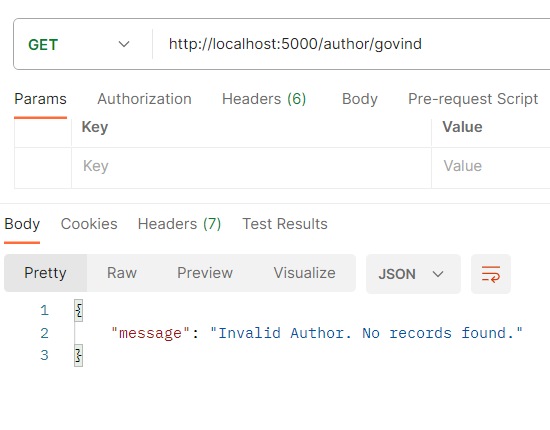 GET http://localhost:5000/author/govind
Params Authorization Headers (6) Body Pre-request Script
Key Value
Key Value
Body Cookies Headers (7) Test Results
Pretty Raw Preview Visualize JSON
1 {
2 "message": "Invalid Author. No records found."
3 }